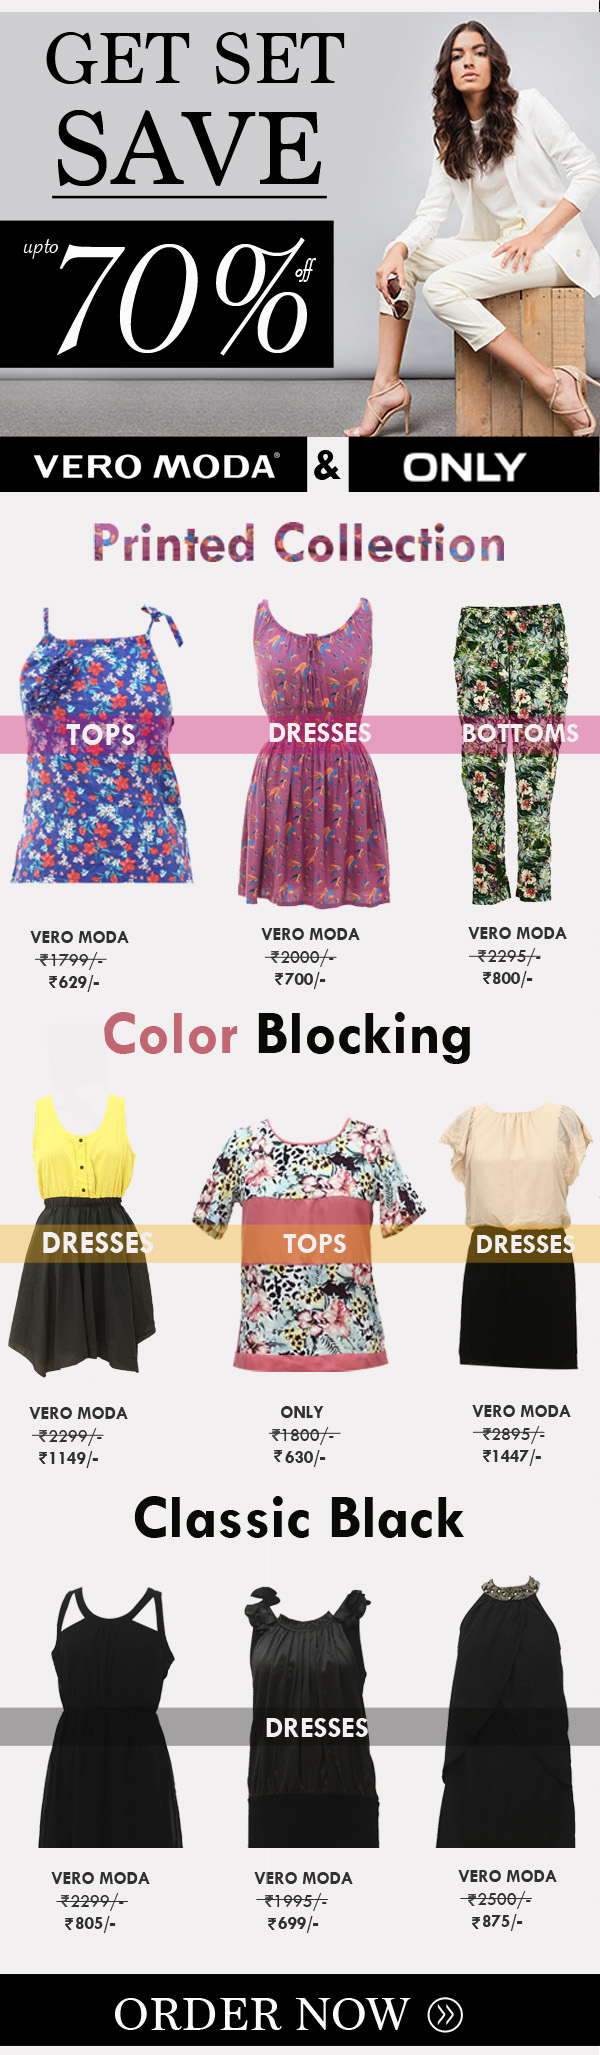 GET SET
SAVE
upto 70% off
VERO MODA® & ONLY
Printed Collection
TOPS DRESSES BOTTOMS
VERO MODA VERO MODA VERO MODA
₹1799/- ₹2000/- ₹2295/-
₹629/- ₹700/- ₹800/-
Color Blocking
DRESSES TOPS DRESSES
VERO MODA ONLY VERO MODA
₹2299/- ₹1800/- ₹2895/-
₹1149/- ₹630/- ₹1447/-
Classic Black
DRESSES
VERO MODA VERO MODA VERO MODA
₹2299/- ₹1995/- ₹2500/-
₹805/- ₹699/- ₹875/-
ORDER NOW